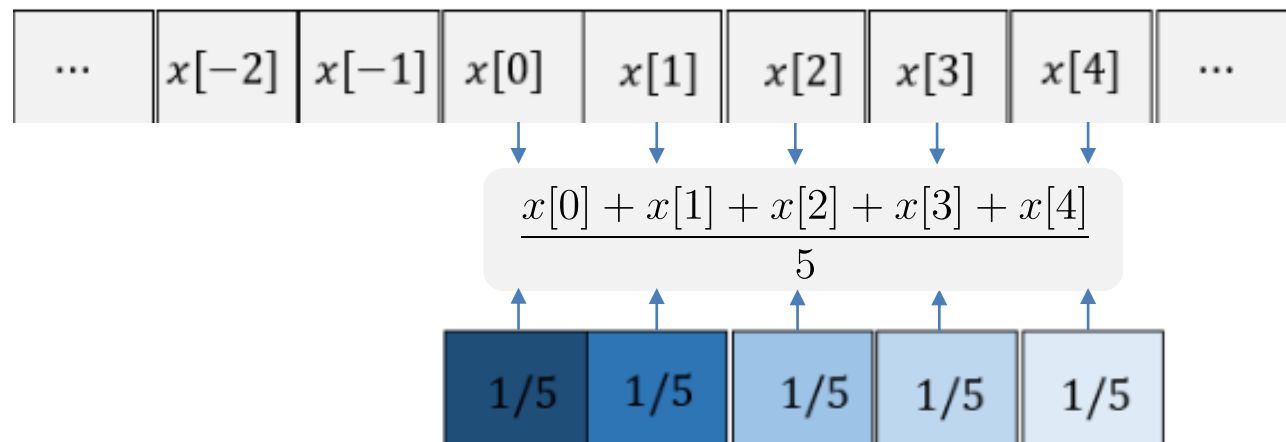 ... x[−2] x[−1] x[0] x[1] x[2] x[3] x[4] ...
x[0] + x[1] + x[2] + x[3] + x[4]
5
1/5 1/5 1/5 1/5 1/5